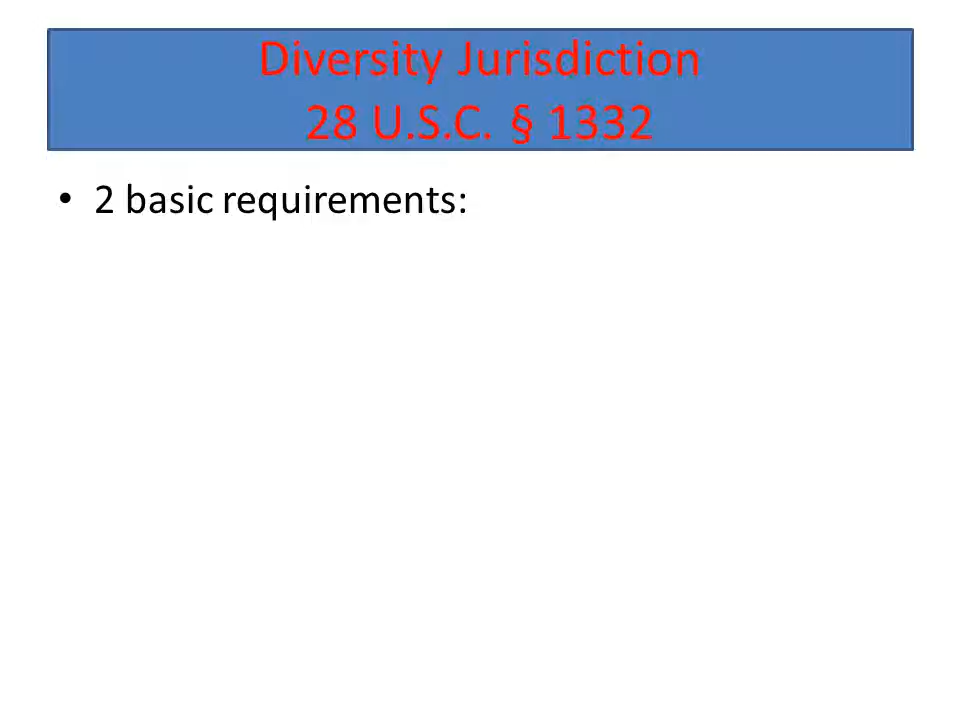 Diversity Jurisdiction
28 U.S.C. § 1332
• 2 basic requirements: